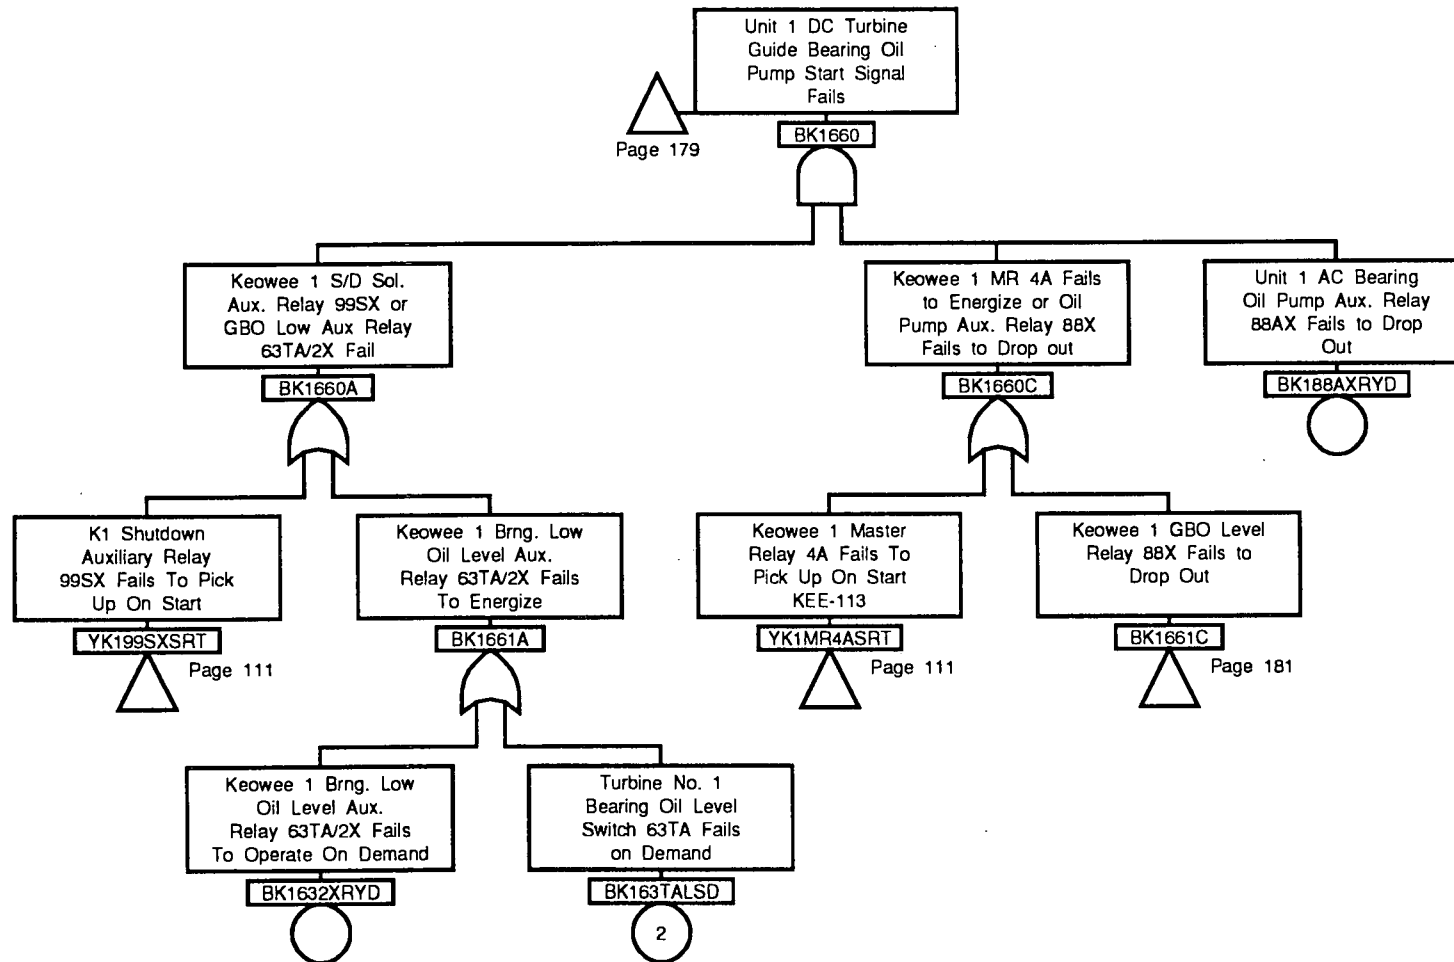 Unit 1 DC Turbine
Guide Bearing Oil
Pump Start Signal
Fails
BK1660
Page 179
Keowee 1 S/D Sol.
Aux. Relay 99SX or
GBO Low Aux Relay
63TA/2X Fail
BK1660A
Keowee 1 MR 4A Fails
to Energize or Oil
Pump Aux. Relay 88X
Fails to Drop out
BK1660C
Unit 1 AC Bearing
Oil Pump Aux. Relay
88AX Fails to Drop
Out
BK188AXRYD
K1 Shutdown
Auxiliary Relay
99SX Fails To Pick
Up On Start
YK199SXSRT
Page 111
Keowee 1 Brng. Low
Oil Level Aux.
Relay 63TA/2X Fails
To Energize
BK1661A
Keowee 1 Master
Relay 4A Fails To
Pick Up On Start
KEE-113
YK1MR4ASRT
Page 111
Keowee 1 GBO Level
Relay 88X Fails to
Drop Out
BK1661C
Page 181
Keowee 1 Brng. Low
Oil Level Aux.
Relay 63TA/2X Fails
To Operate On Demand
BK1632XRYD
Turbine No. 1
Bearing Oil Level
Switch 63TA Fails
on Demand
BK163TALSD
2